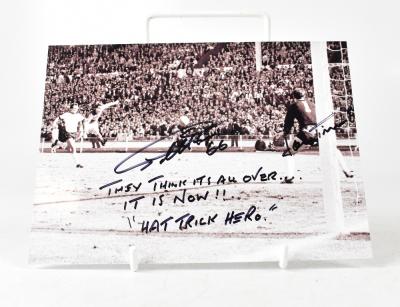 66
THEY THINK ITS ALL OVER...
IT IS NOW!!
"HAT TRICK HERO."